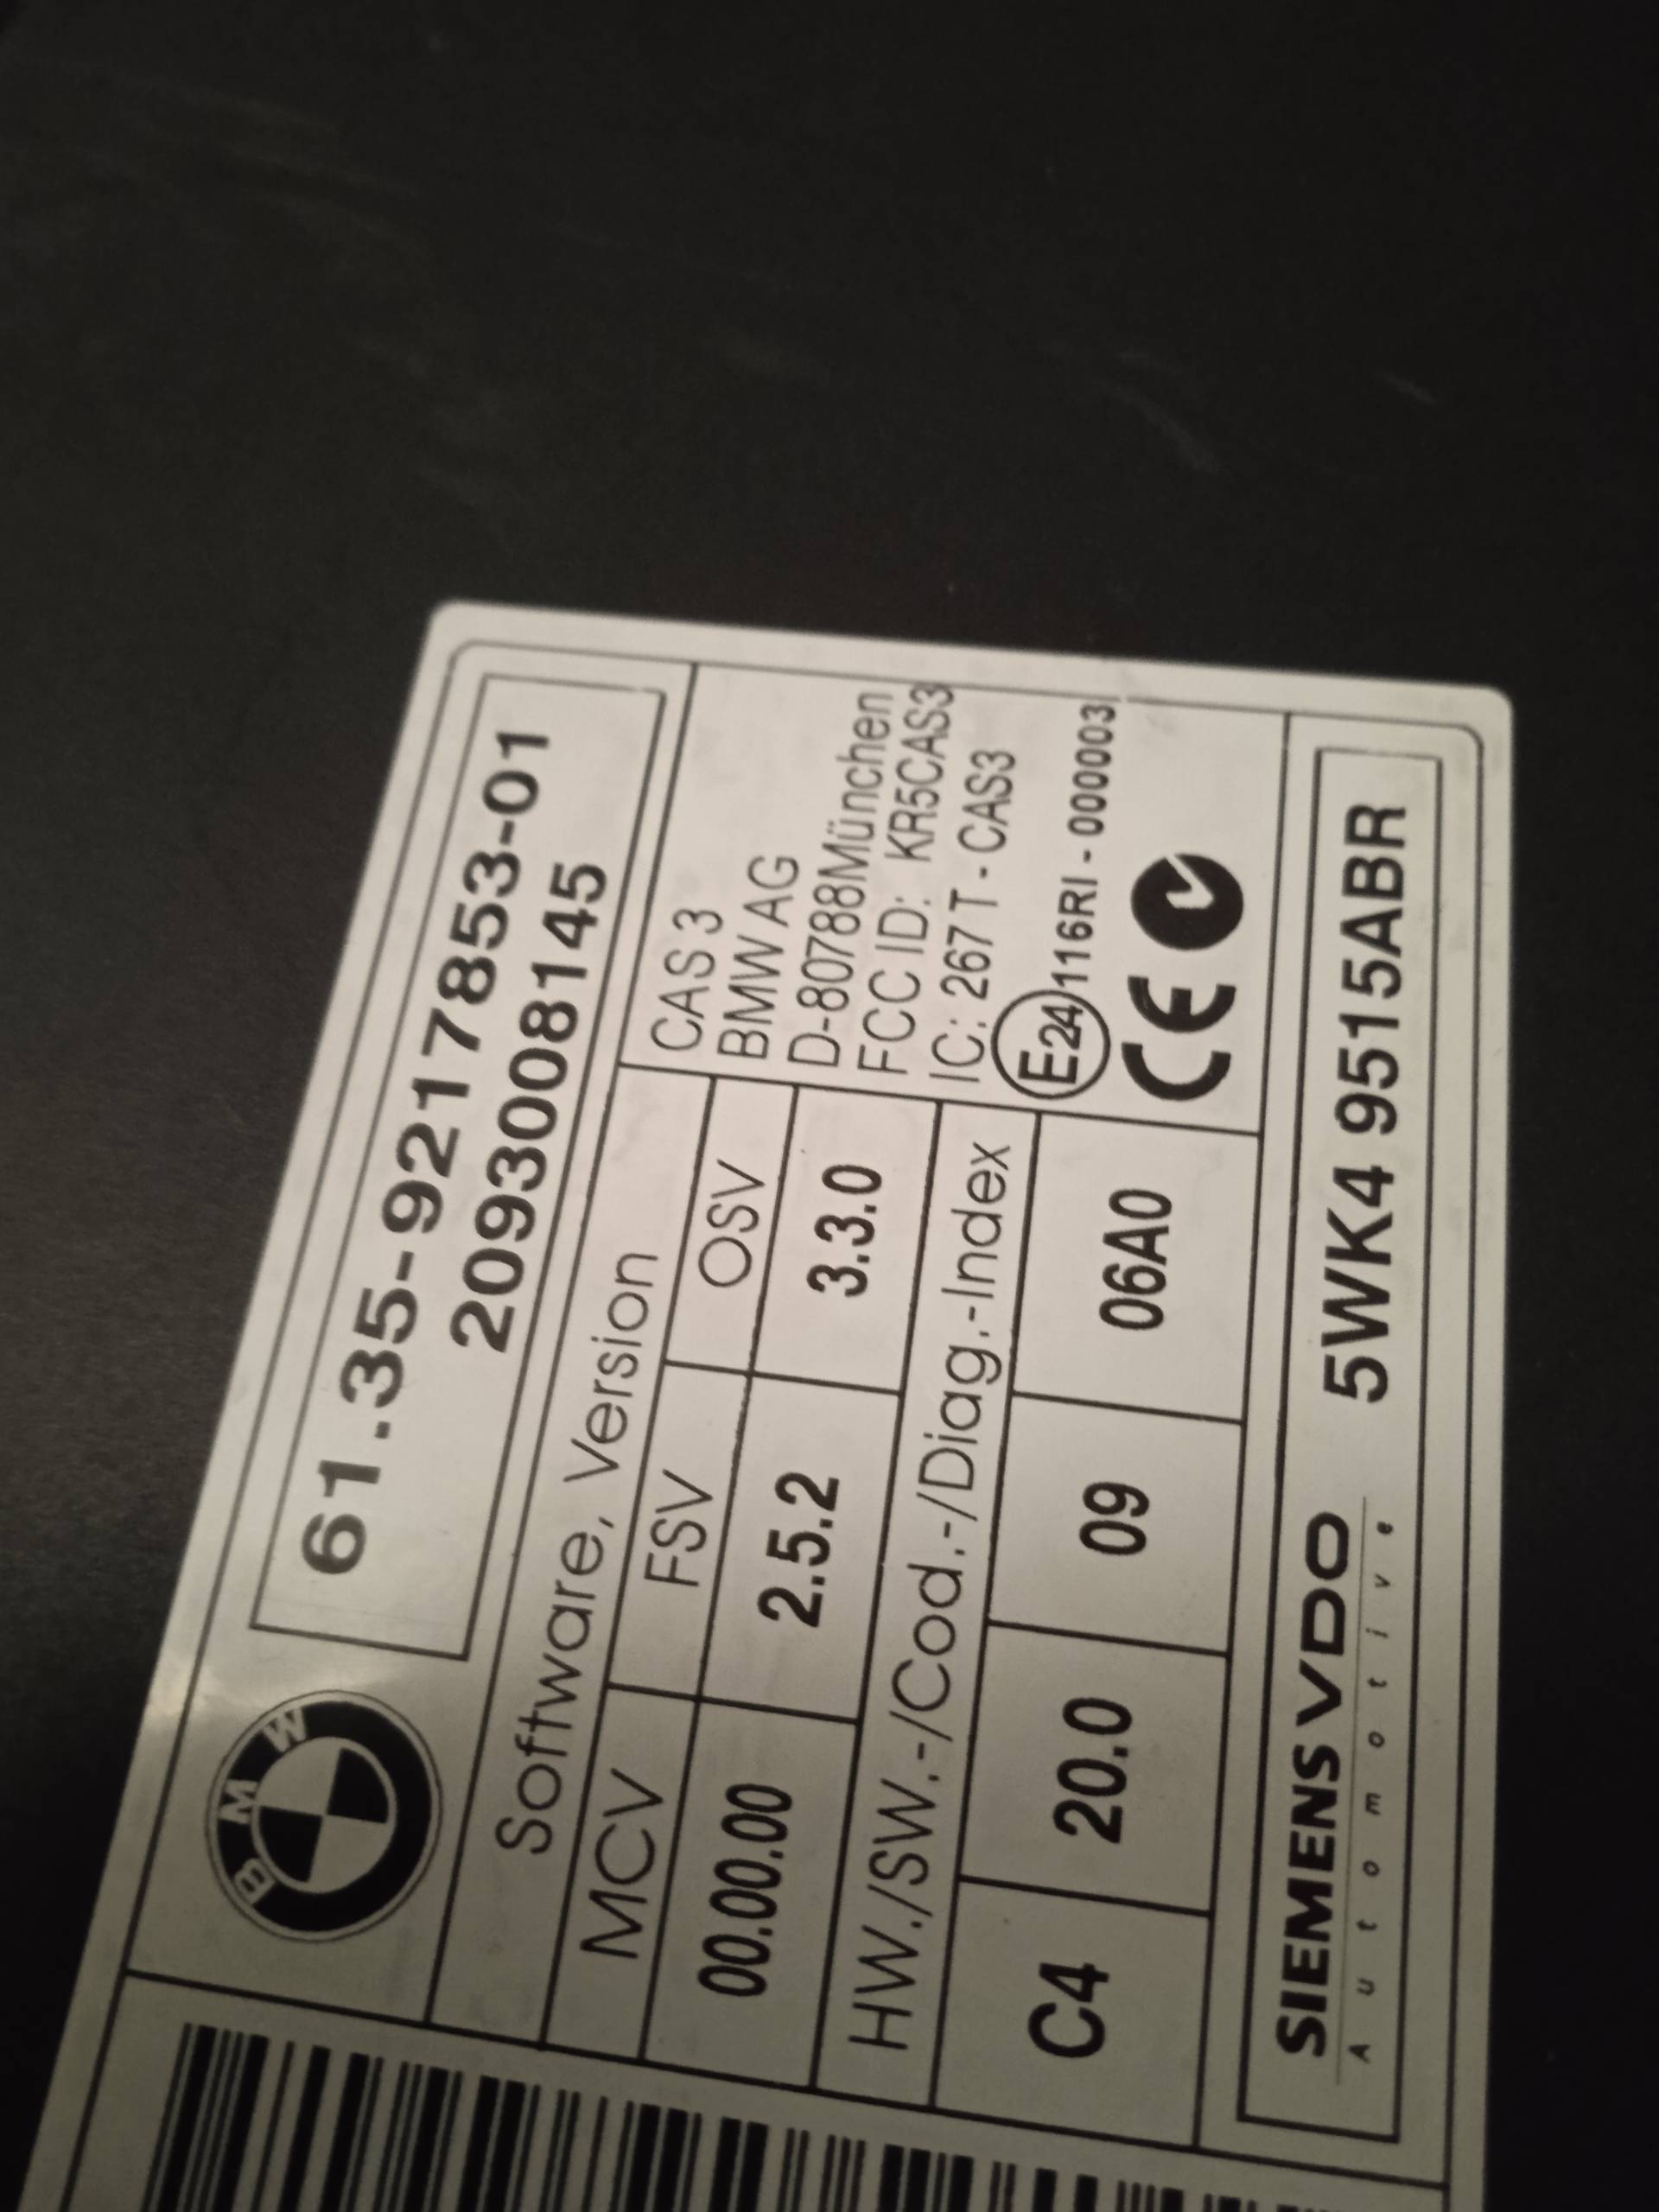 BMW
61.35-9217853-01
2093008145
Software, Version
MCV FSV OSV
00.00.00 2.5.2 3.3.0
HW./SW.-/Cod.-/Diag.-Index
C4 20.0 09 06A0
CAS 3
BMW AG
D-80788München
FCC ID: KR5CAS3
IC: 267 T - CAS3
E24 116RI - 000003
CE
SIEMENS VDO
Automotive
5WK4 9515ABR